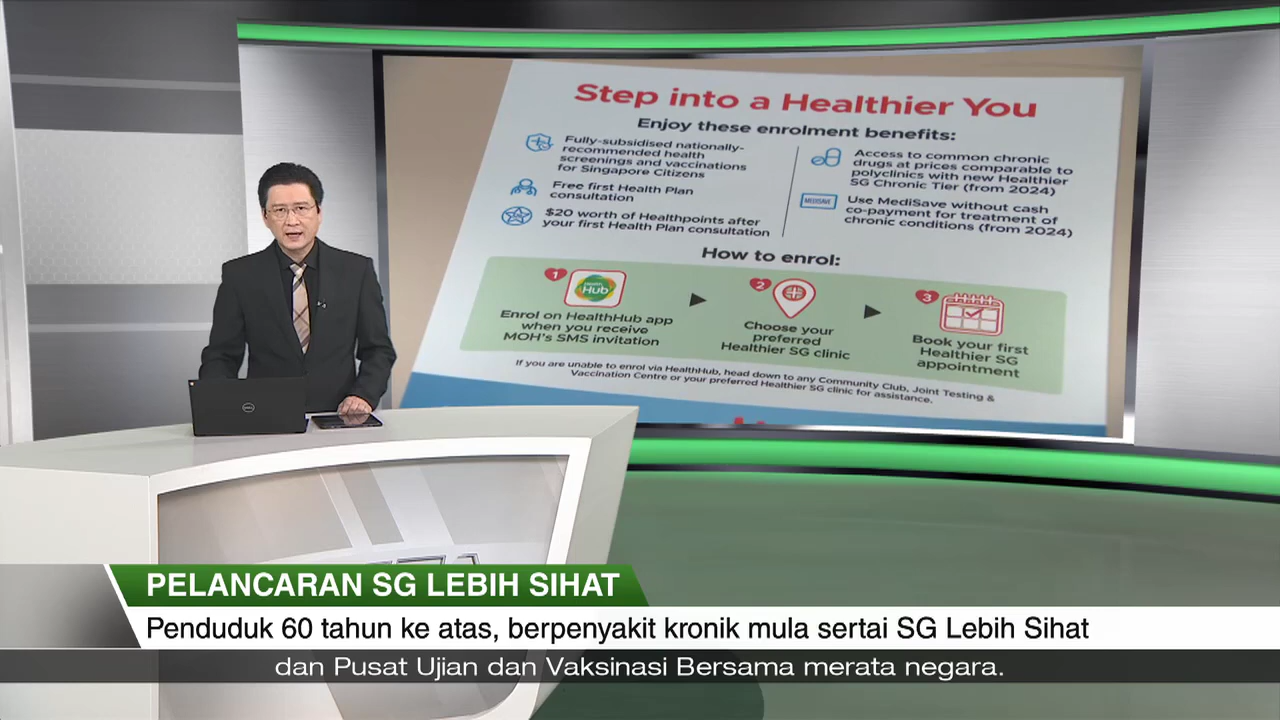 Step into a Healthier You
Enjoy these enrolment benefits:
Fully-subsidised nationally-
recommended health
screenings and vaccinations
for Singapore Citizens
Free first Health Plan
consultation
$20 worth of Healthpoints after
your first Health Plan consultation
Access to common chronic
drugs at prices comparable to
polyclinics with new Healthier
SG Chronic Tier (from 2024)
MEDISAVE
Use MediSave without cash
co-payment for treatment of
chronic conditions (from 2024)
How to enrol:
1
Health
Hub
Enrol on HealthHub app
when you receive
MOH's SMS invitation
2
Choose your
preferred
Healthier SG clinic
3
Book your first
Healthier SG
appointment
If you are unable to enrol via HealthHub, head down to any Community Club, Joint Testing &
Vaccination Centre or your preferred Healthier SG clinic for assistance.
DELL
PELANCARAN SG LEBIH SIHAT
Penduduk 60 tahun ke atas, berpenyakit kronik mula sertai SG Lebih Sihat
dan Pusat Ujian dan Vaksinasi Bersama merata negara.